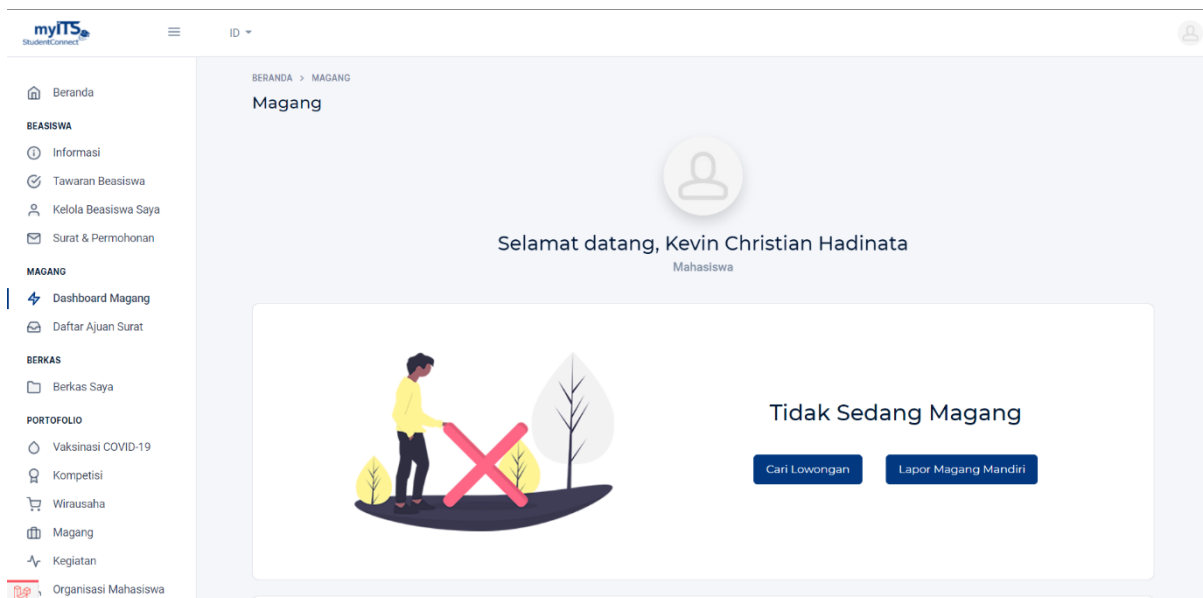 myITS
StudentConnect
ID
Beranda
BEASISWA
Informasi
Tawaran Beasiswa
Kelola Beasiswa Saya
Surat & Permohonan
MAGANG
Dashboard Magang
Daftar Ajuan Surat
BERKAS
Berkas Saya
PORTOFOLIO
Vaksinasi COVID-19
Kompetisi
Wirausaha
Magang
Kegiatan
Organisasi Mahasiswa
BERANDA > MAGANG
Magang
Selamat datang, Kevin Christian Hadinata
Mahasiswa
Tidak Sedang Magang
Cari Lowongan
Lapor Magang Mandiri